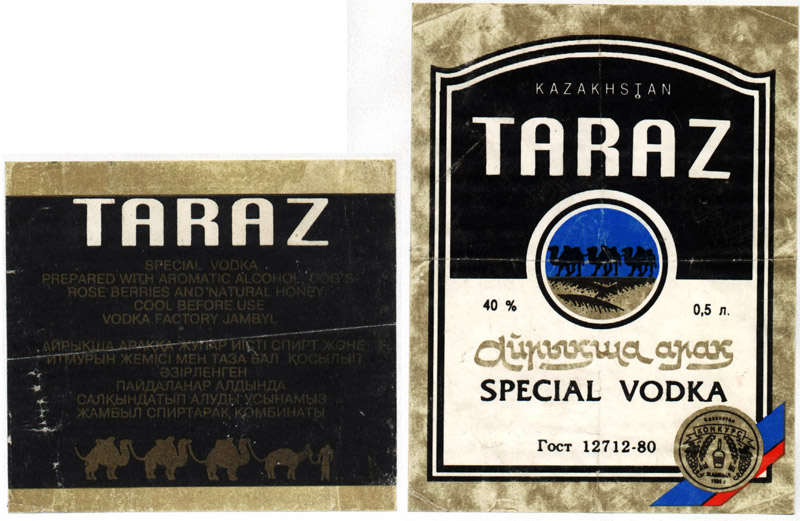 TARAZ
SPECIAL VODKA
PREPARED WITH AROMATIC ALCOHOL, DOG'S
ROSE BERRIES AND NATURAL HONEY
COOL BEFORE USE
VODKA FACTORY JAMBYL
АЙРЫҚША АРАҚҚА ЖҰПАР ИІСТІ СПИРТ ЖӘНЕ
ИТМҰРЫН ЖЕМІСІ МЕН ТАЗА БАЛ ҚОСЫЛЫП
ӘЗІРЛЕНГЕН
ПАЙДАЛАНАР АЛДЫНДА
САЛҚЫНДАТЫП АЛУДЫ ҰСЫНАМЫЗ
ЖАМБЫЛ СПИРТАРАҚ КОМБИНАТЫ
KAZAKHSTAN
TARAZ
40 % 0,5 л.
Айрықша арақ
SPECIAL VODKA
Гост 12712-80
Казахстан
КОНКУРС